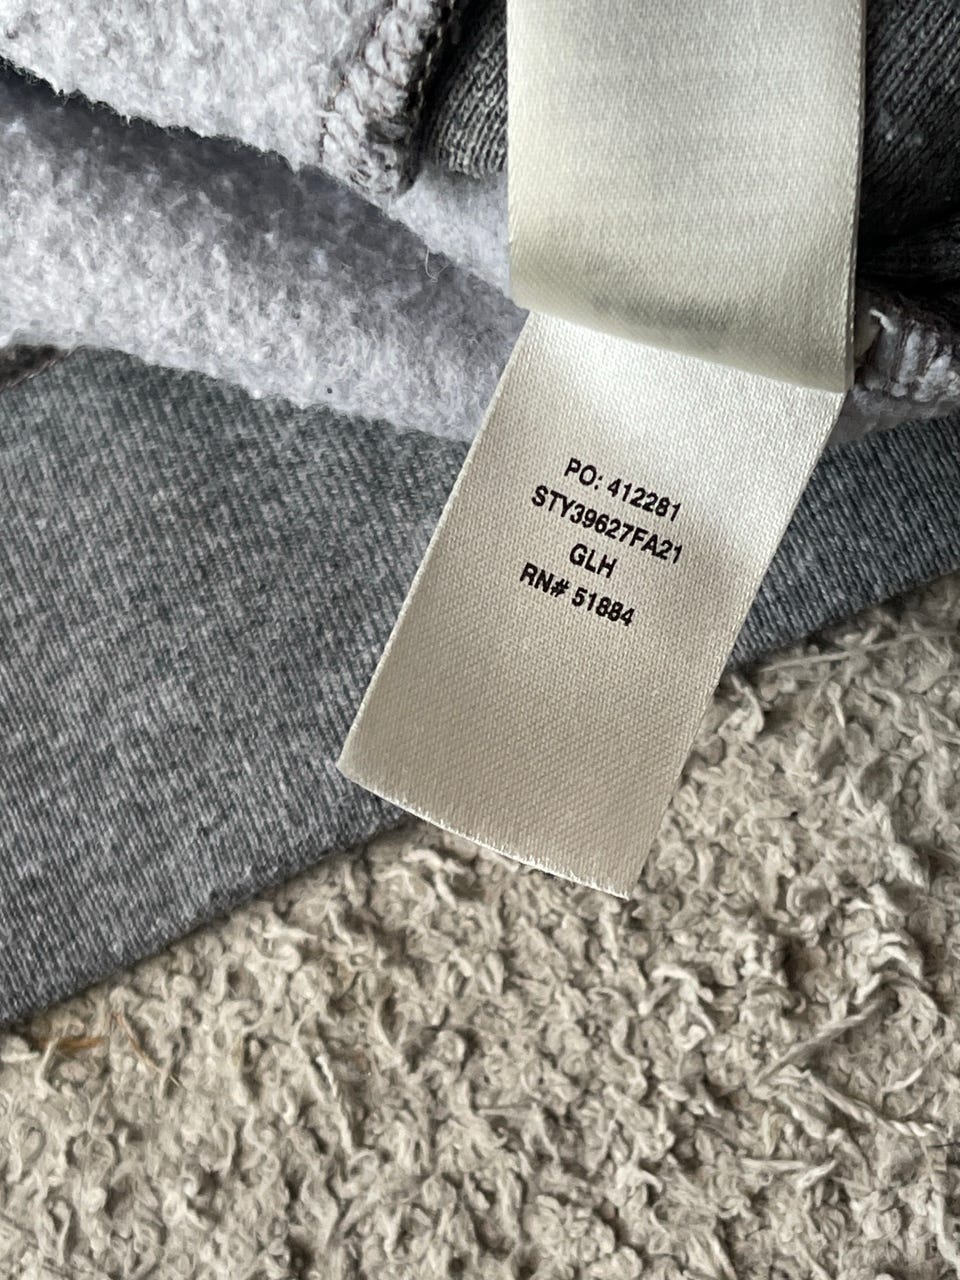 PO: 412281
STY39627FA21
GLH
RN# 51884